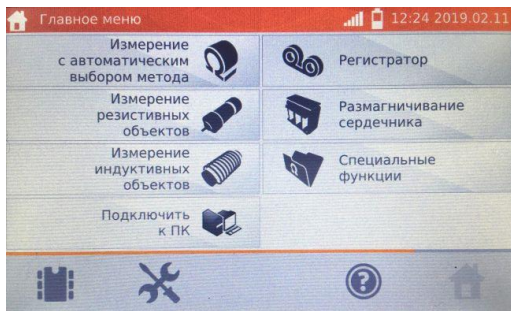 Главное меню
12:24 2019.02.11
Измерение
с автоматическим
выбором метода
Регистратор
Измерение
резистивных
объектов
Размагничивание
сердечника
Измерение
индуктивных
объектов
Специальные
функции
Подключить
к ПК